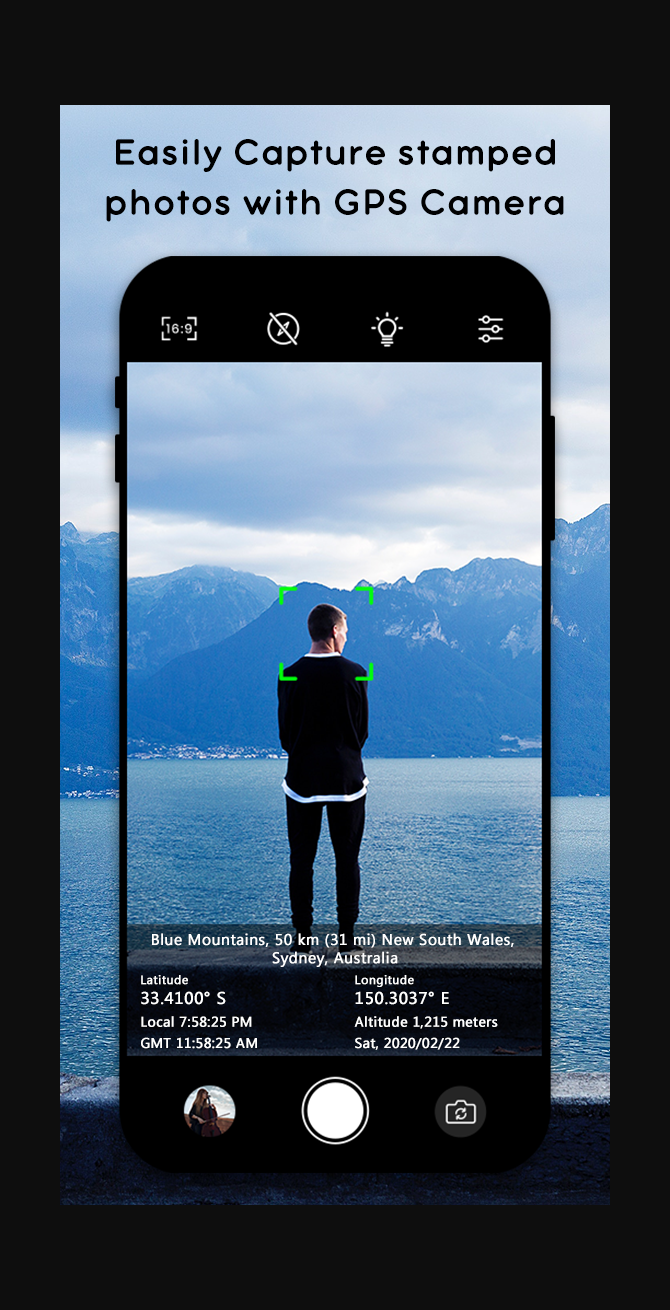 Easily Capture stamped
photos with GPS Camera
16:9
Blue Mountains, 50 km (31 mi) New South Wales,
Sydney, Australia
Latitude
Longitude
33.4100° S
150.3037° E
Local 7:58:25 PM
Altitude 1,215 meters
GMT 11:58:25 AM
Sat, 2020/02/22